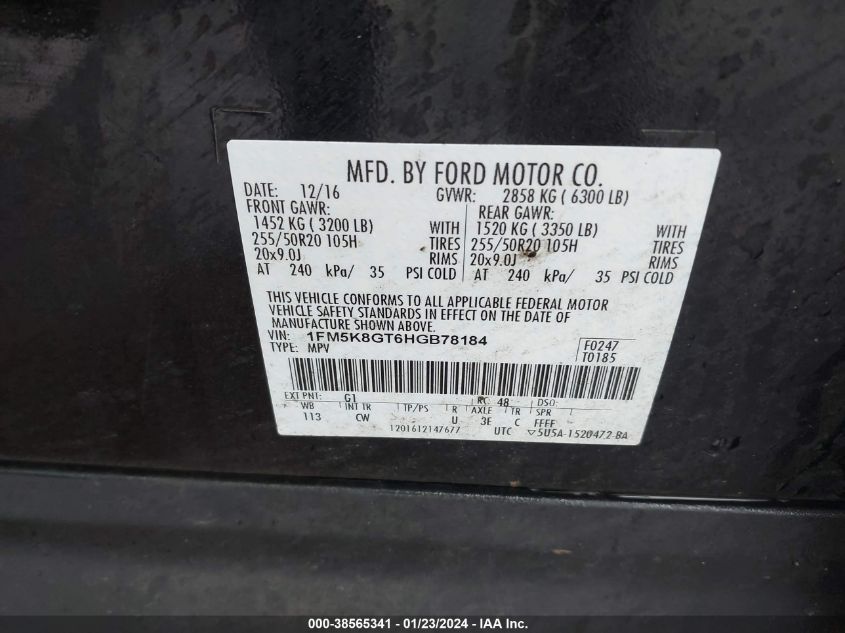 MFD. BY FORD MOTOR CO.
DATE: 12/16 GVWR: 2858 KG ( 6300 LB)
FRONT GAWR: REAR GAWR:
1452 KG ( 3200 LB) WITH 1520 KG ( 3350 LB) WITH
255/50R20 105H TIRES 255/50R20 105H TIRES
20x9.0J RIMS 20x9.0J RIMS
AT 240 kPa/ 35 PSI COLD AT 240 kPa/ 35 PSI COLD
THIS VEHICLE CONFORMS TO ALL APPLICABLE FEDERAL MOTOR
VEHICLE SAFETY STANDARDS IN EFFECT ON THE DATE OF
MANUFACTURE SHOWN ABOVE.
VIN: 1FM5K8GT6HGB78184 F0247
TYPE: MPV T0185
EXT PNT: G1 RC: 48 DSO:
WB INT TR TP/PS R AXLE TR SPR
113 CW U 3E C FFFF
1201612147677 UTC ▽5U5A-1520472-BA
000-38565341 / 01/23/2024 - IAA Inc.